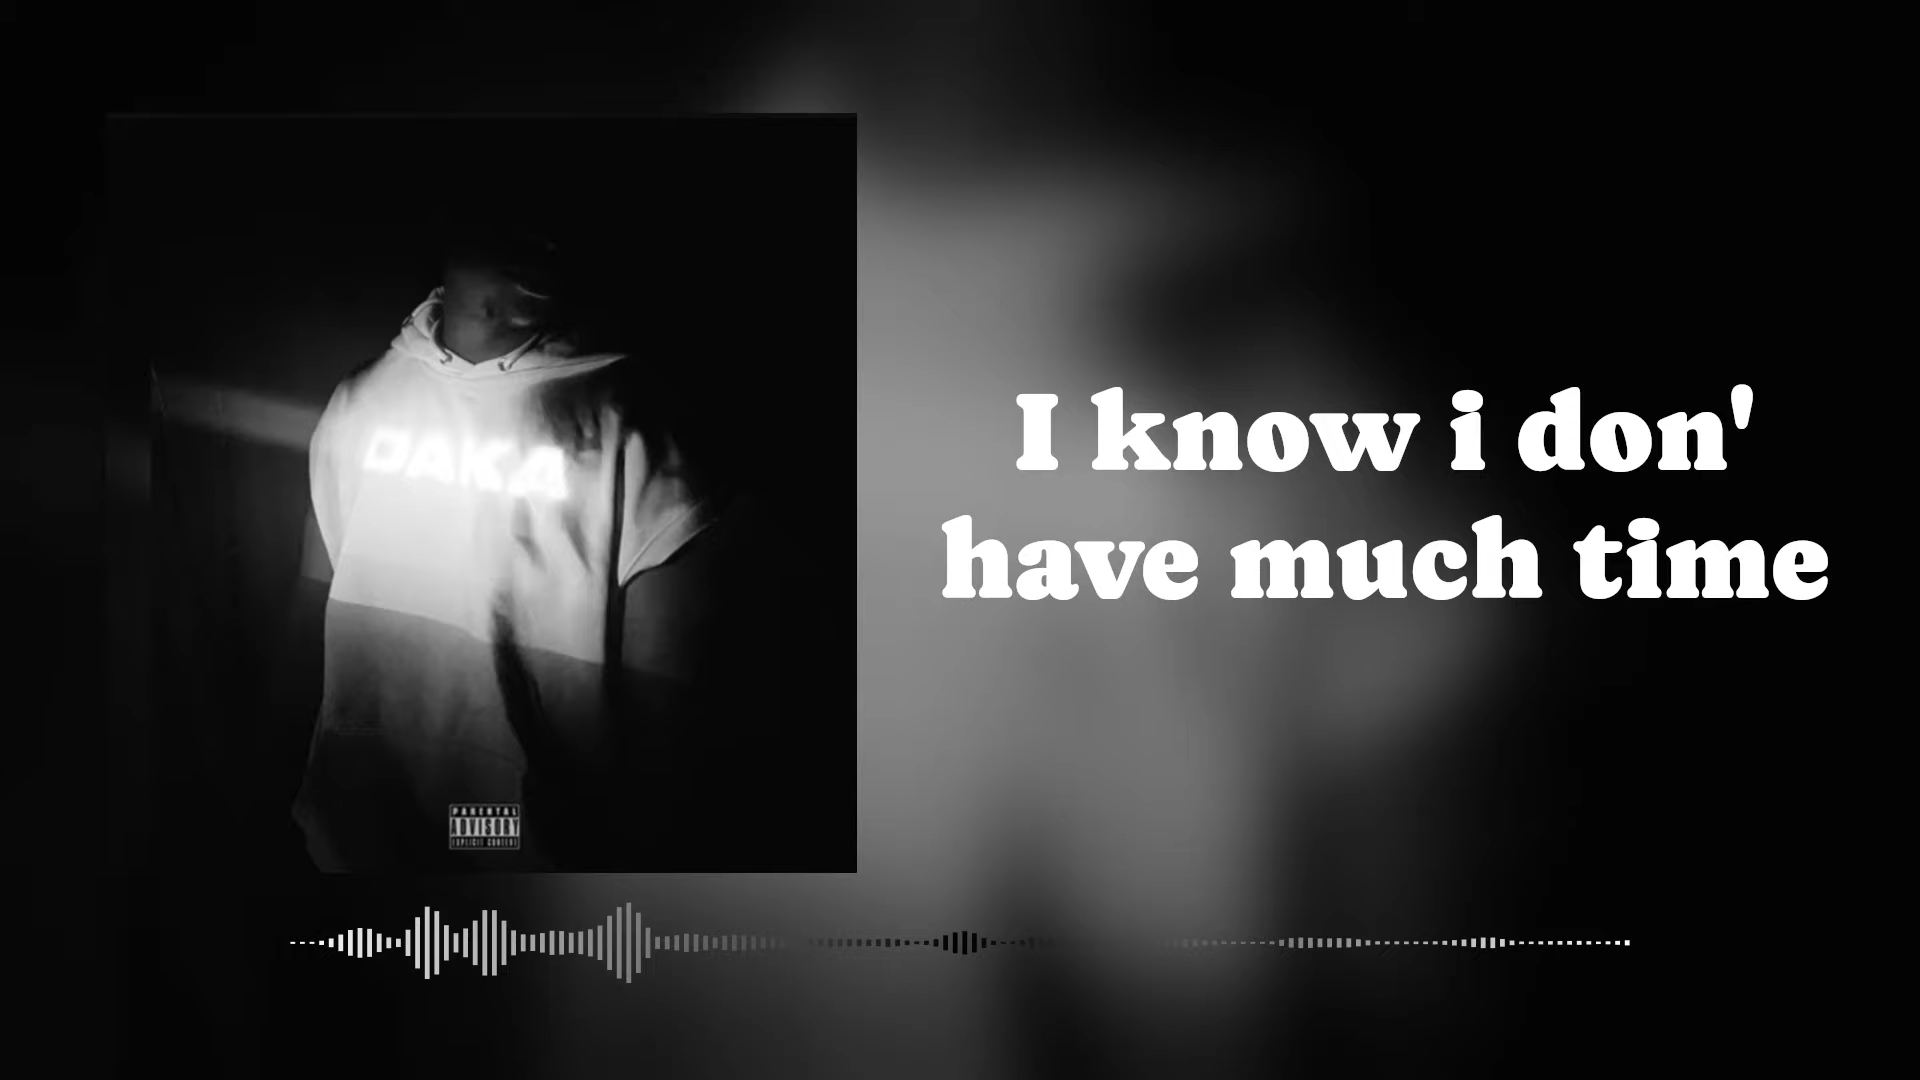 DAKA
PARENTAL
ADVISORY
EXPLICIT CONTENT
I know i don'
have much time